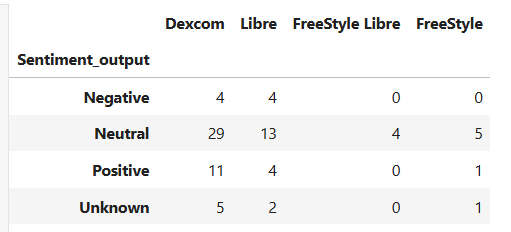 Dexcom Libre FreeStyle Libre FreeStyle
Sentiment_output
Negative 4 4 0 0
Neutral 29 13 4 5
Positive 11 4 0 1
Unknown 5 2 0 1